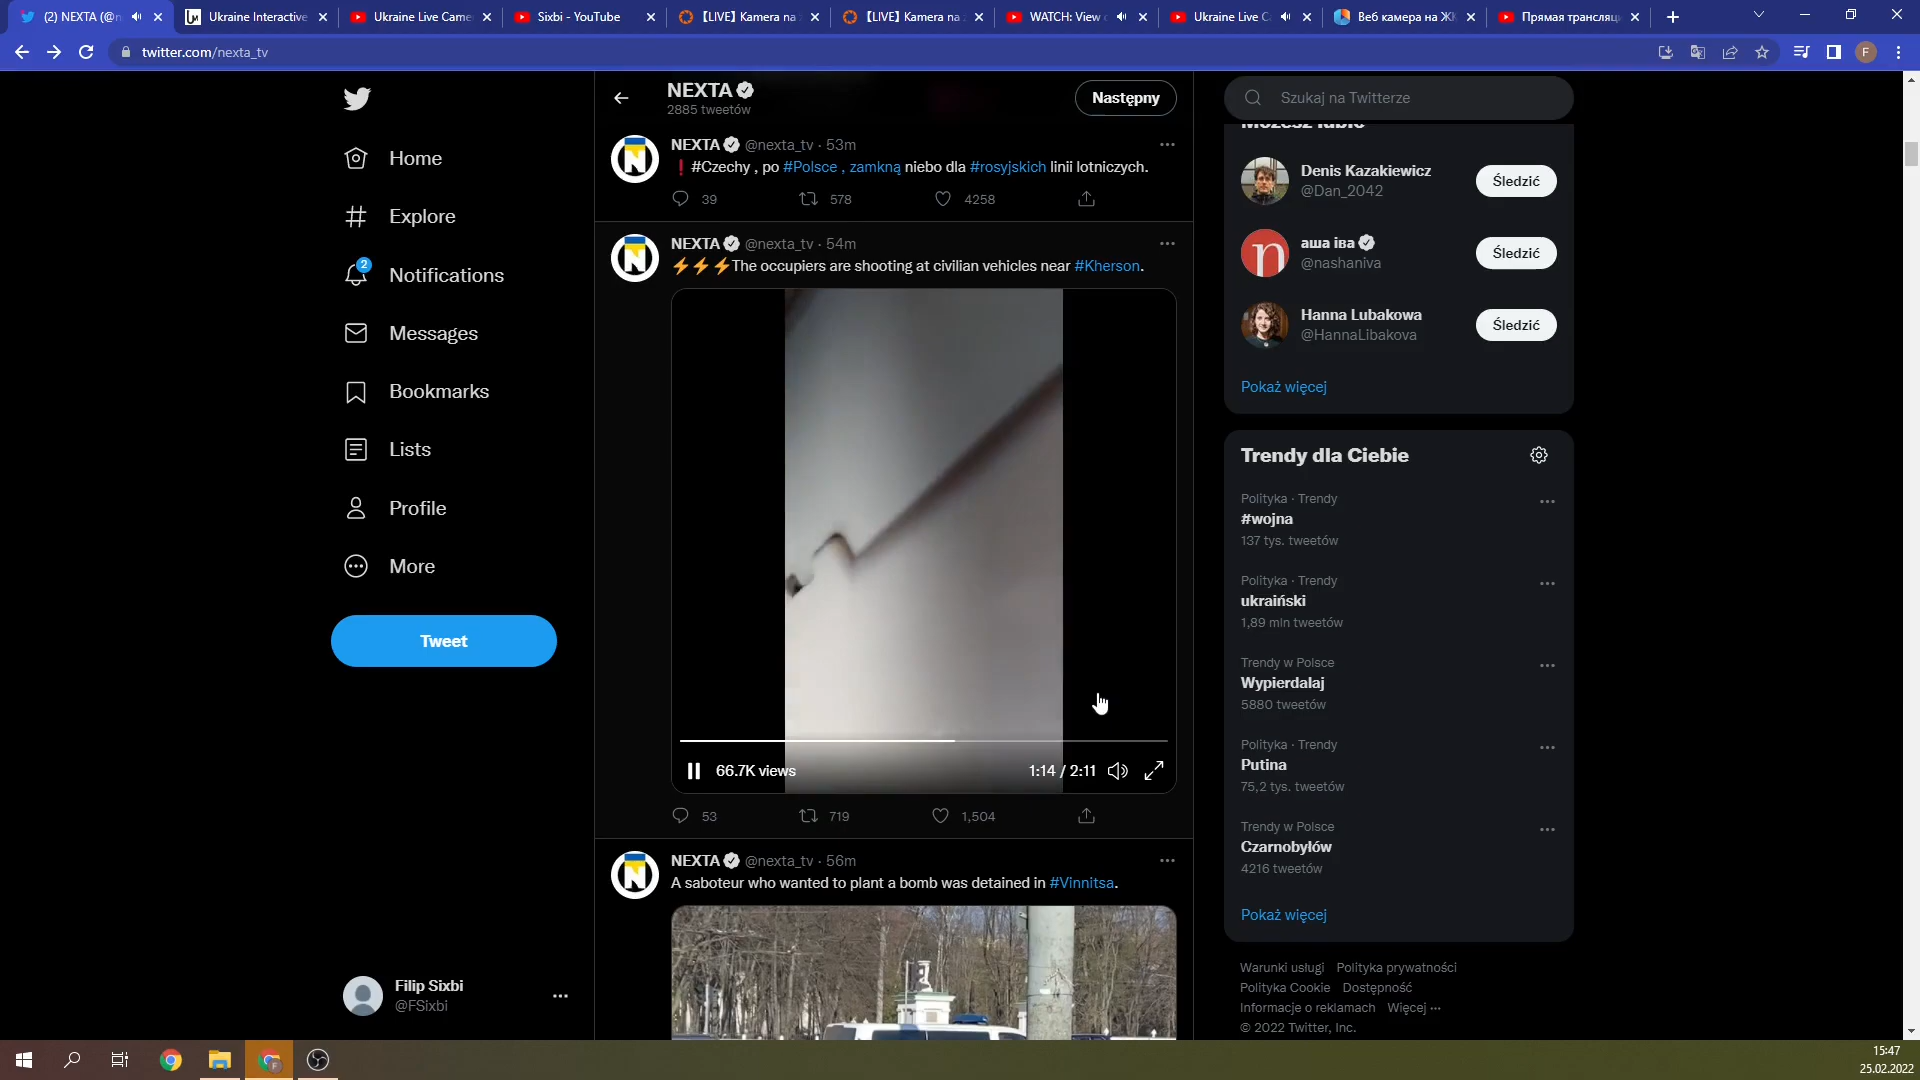 (2) NEXTA (@n
Ukraine Interactive
Ukraine Live Came
Sixbi - YouTube
【LIVE】 Kamera na
【LIVE】 Kamera na
WATCH: View
Ukraine Live C
Веб камера на Ж
Прямая трансляц
twitter.com/nexta_tv
F
NEXTA
2885 tweetów
Następny
Szukaj na Twitterze
Home
Explore
2
Notifications
Messages
Bookmarks
Lists
Profile
More
Tweet
Filip Sixbi
@FSixbi
NEXTA @nexta_tv · 53m
❗ #Czechy , po #Polsce , zamkną niebo dla #rosyjskich linii lotniczych.
39 578 4258
NEXTA @nexta_tv · 54m
⚡⚡⚡The occupiers are shooting at civilian vehicles near #Kherson.
66.7K views
1:14 / 2:11
53 719 1,504
NEXTA @nexta_tv · 56m
A saboteur who wanted to plant a bomb was detained in #Vinnitsa.
Możesz lubić
Denis Kazakiewicz
@Dan_2042
Śledzić
аша іва
@nashaniva
Śledzić
Hanna Lubakowa
@HannaLibakova
Śledzić
Pokaż więcej
Trendy dla Ciebie
Polityka · Trendy
#wojna
137 tys. tweetów
Polityka · Trendy
ukraiński
1,89 mln tweetów
Trendy w Polsce
Wypierdalaj
5880 tweetów
Polityka · Trendy
Putina
75,2 tys. tweetów
Trendy w Polsce
Czarnobyłów
4216 tweetów
Pokaż więcej
Warunki usługi Polityka prywatności
Polityka Cookie Dostępność
Informacje o reklamach Więcej ···
© 2022 Twitter, Inc.
15:47
25.02.2022